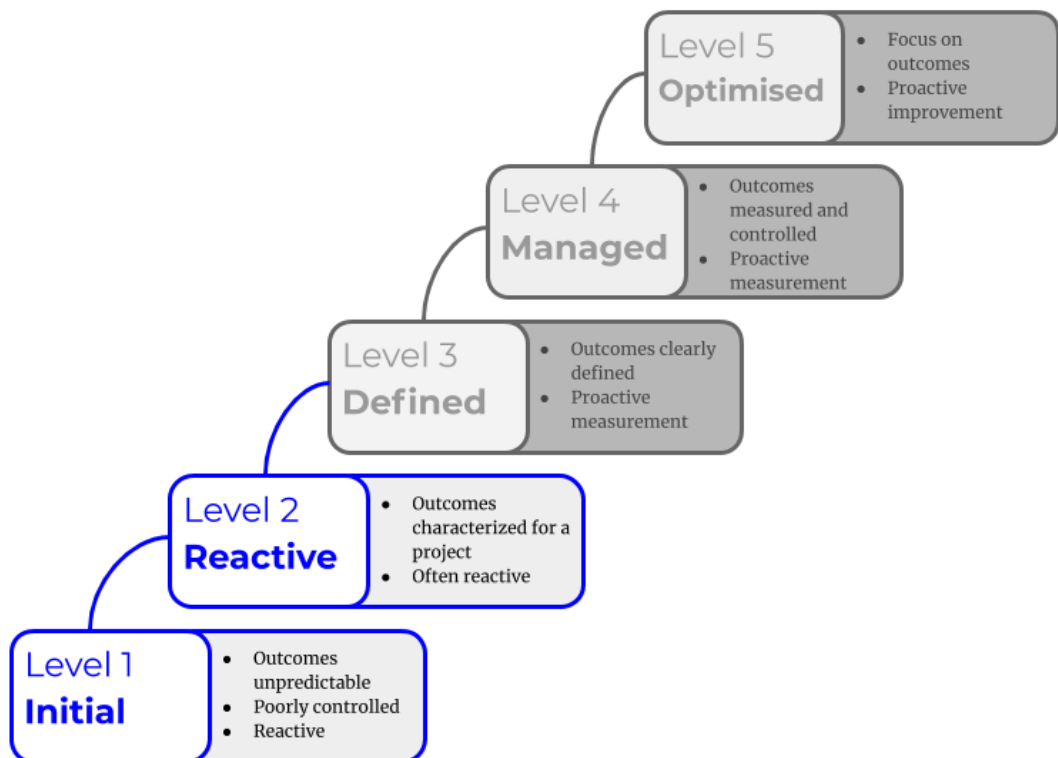 Level 5
Optimised
• Focus on
outcomes
• Proactive
improvement
Level 4
Managed
• Outcomes
measured and
controlled
• Proactive
measurement
Level 3
Defined
• Outcomes clearly
defined
• Proactive
measurement
Level 2
Reactive
• Outcomes
characterized for a
project
• Often reactive
Level 1
Initial
• Outcomes
unpredictable
• Poorly controlled
• Reactive